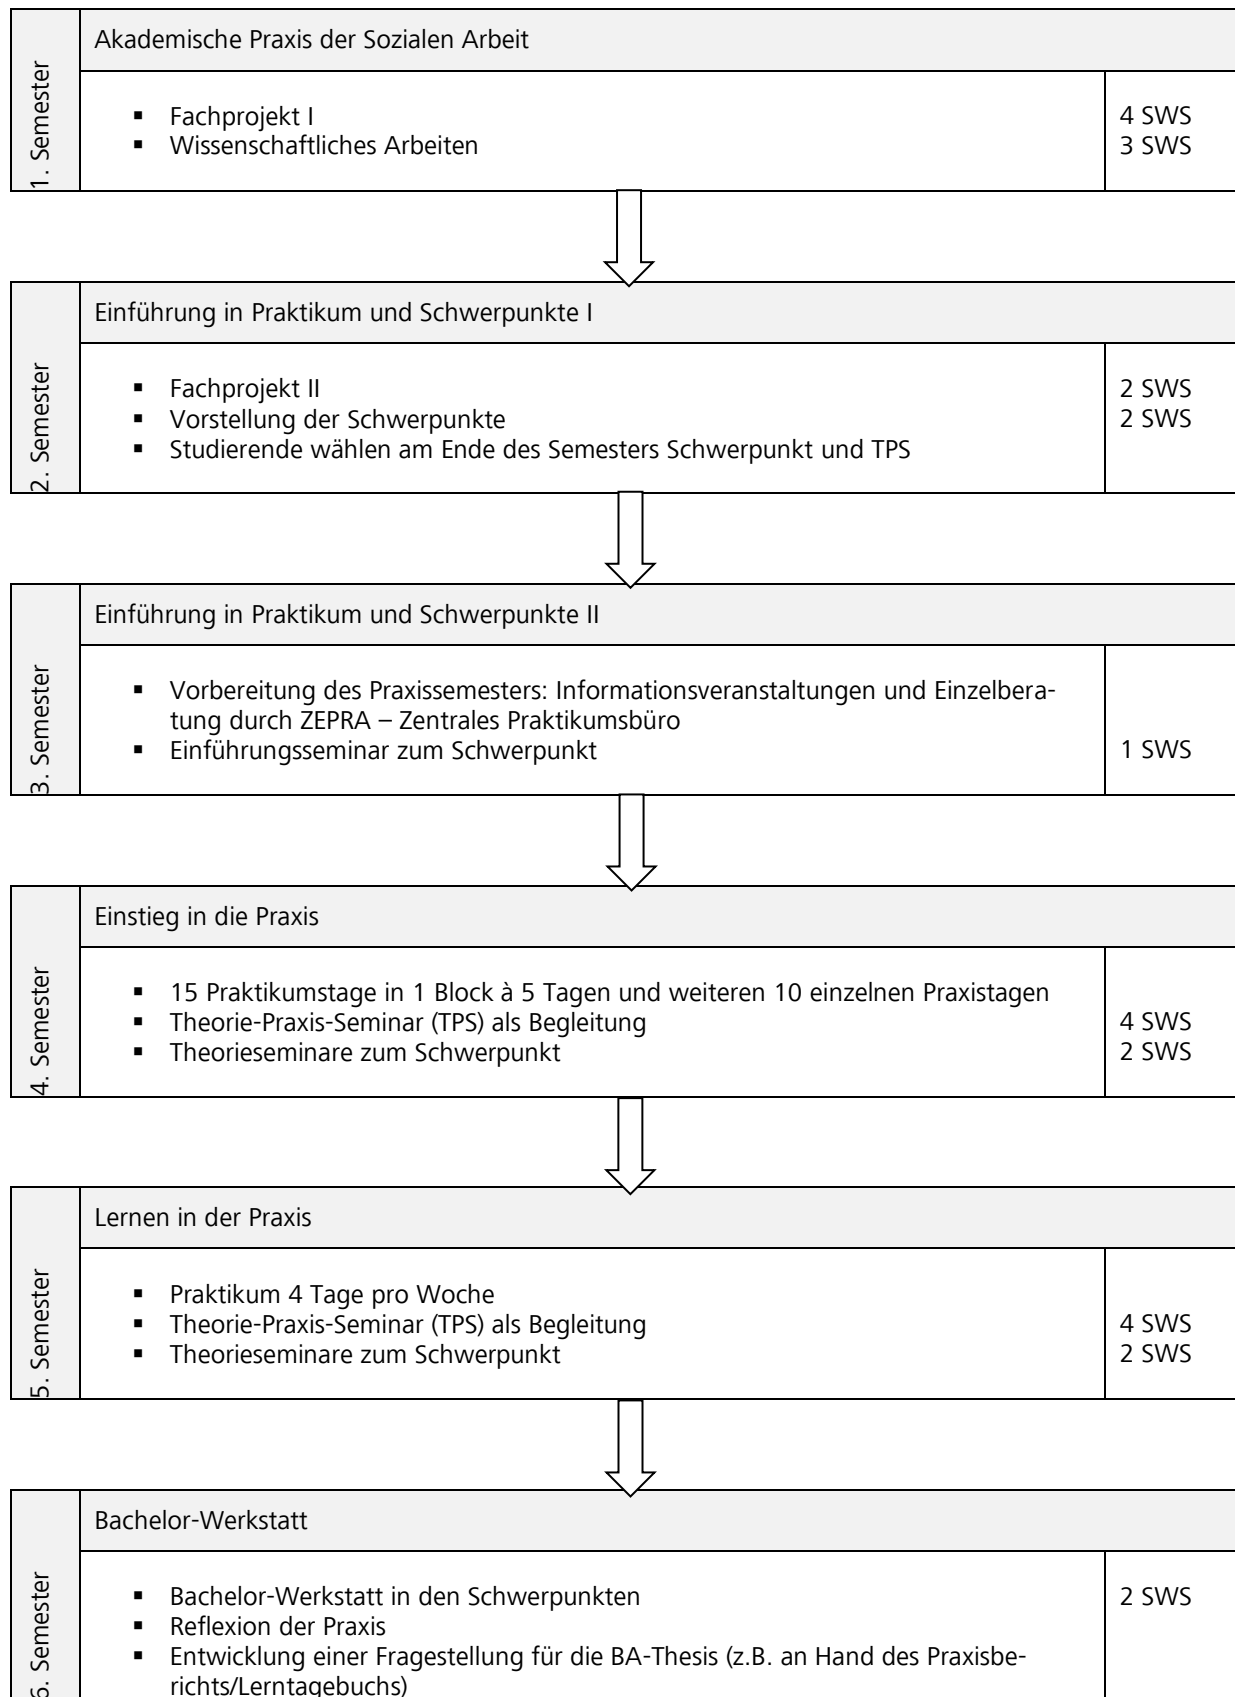 1. Semester
Akademische Praxis der Sozialen Arbeit
▪ Fachprojekt I 4 SWS
▪ Wissenschaftliches Arbeiten 3 SWS
2. Semester
Einführung in Praktikum und Schwerpunkte I
▪ Fachprojekt II 2 SWS
▪ Vorstellung der Schwerpunkte 2 SWS
▪ Studierende wählen am Ende des Semesters Schwerpunkt und TPS
3. Semester
Einführung in Praktikum und Schwerpunkte II
▪ Vorbereitung des Praxissemesters: Informationsveranstaltungen und Einzelbera-
tung durch ZEPRA – Zentrales Praktikumsbüro
▪ Einführungsseminar zum Schwerpunkt 1 SWS
4. Semester
Einstieg in die Praxis
▪ 15 Praktikumstage in 1 Block à 5 Tagen und weiteren 10 einzelnen Praxistagen
▪ Theorie-Praxis-Seminar (TPS) als Begleitung 4 SWS
▪ Theorieseminare zum Schwerpunkt 2 SWS
5. Semester
Lernen in der Praxis
▪ Praktikum 4 Tage pro Woche
▪ Theorie-Praxis-Seminar (TPS) als Begleitung 4 SWS
▪ Theorieseminare zum Schwerpunkt 2 SWS
6. Semester
Bachelor-Werkstatt
▪ Bachelor-Werkstatt in den Schwerpunkten 2 SWS
▪ Reflexion der Praxis
▪ Entwicklung einer Fragestellung für die BA-Thesis (z.B. an Hand des Praxisbe-
richts/Lerntagebuchs)